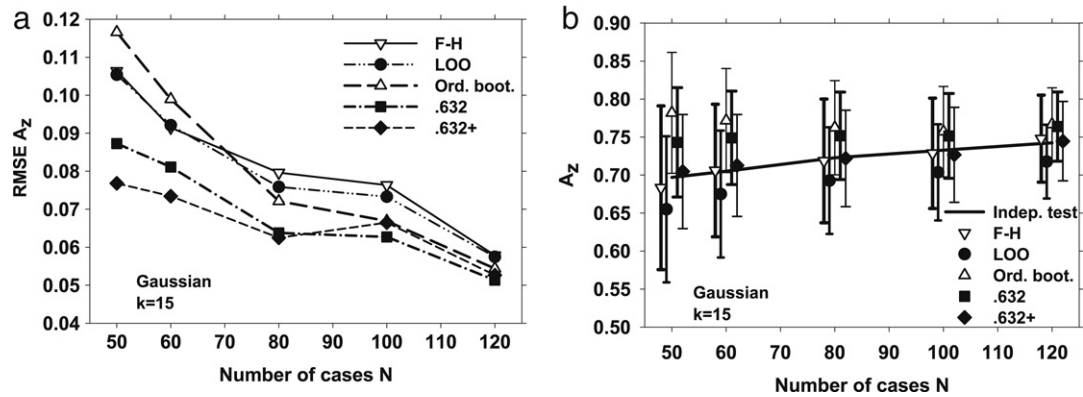 a
RMSE Az
0.12
0.11
0.10
0.09
0.08
0.07
0.06
0.05
0.04
F-H
LOO
Ord. boot.
.632
.632+
Gaussian
k=15
50 60 70 80 90 100 110 120
Number of cases N
b
Az
0.90
0.85
0.80
0.75
0.70
0.65
0.60
0.55
0.50
Indep. test
F-H
LOO
Ord. boot.
.632
.632+
Gaussian
k=15
50 60 70 80 90 100 110 120
Number of cases N